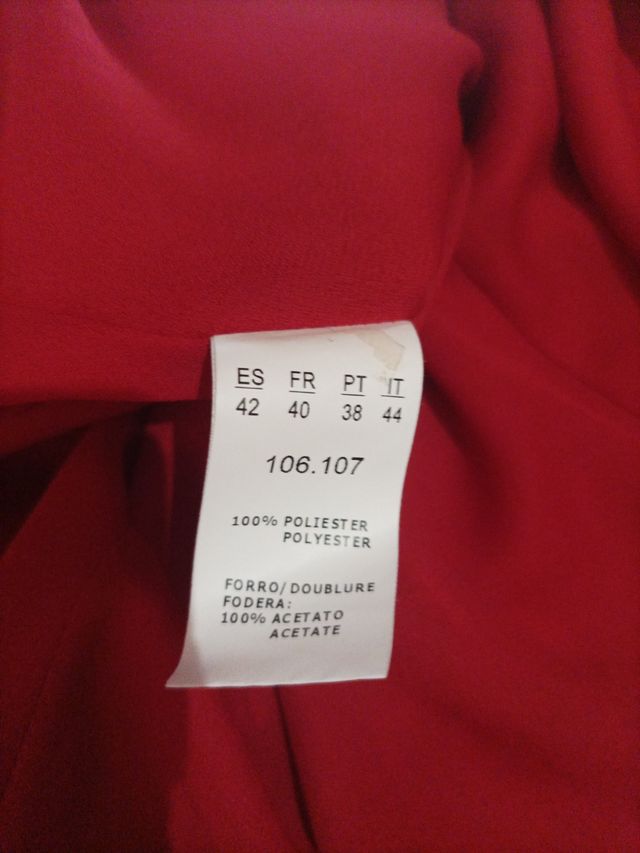 ES FR PT IT
42 40 38 44
106.107
100% POLIESTER
POLYESTER
FORRO/DOUBLURE
FODERA:
100% ACETATO
ACETATE